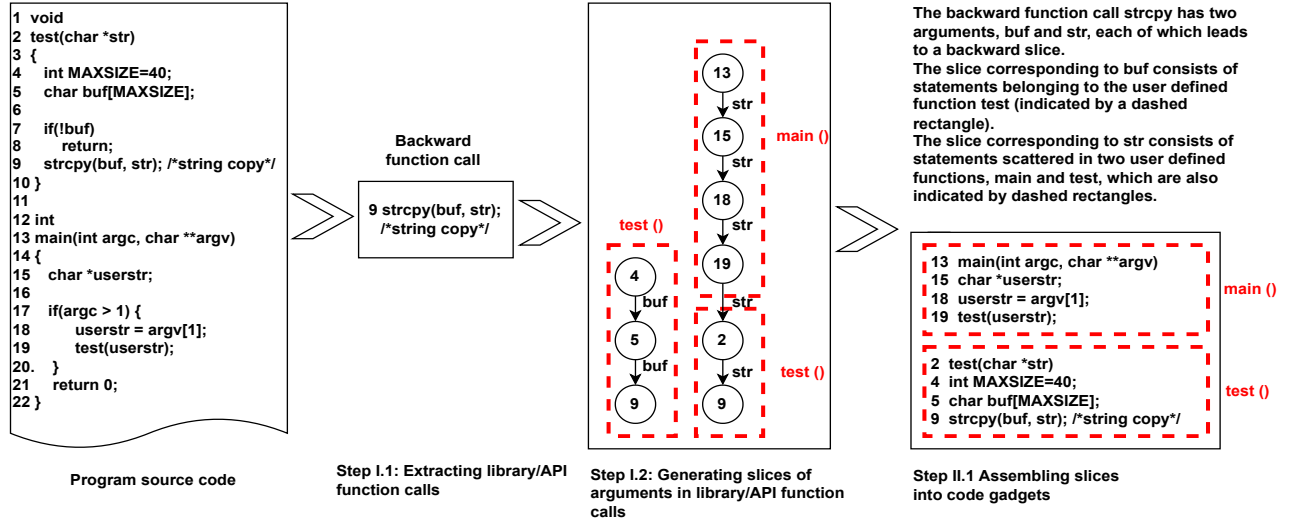 1 void
2 test(char *str)
3 {
4 int MAXSIZE=40;
5 char buf[MAXSIZE];
6
7 if(!buf)
8 return;
9 strcpy(buf, str); /*string copy*/
10 }
11
12 int
13 main(int argc, char **argv)
14 {
15 char *userstr;
16
17 if(argc > 1) {
18 userstr = argv[1];
19 test(userstr);
20. }
21 return 0;
22 }
Program source code
Backward
function call
9 strcpy(buf, str);
/*string copy*/
Step I.1: Extracting library/API
function calls
test ()
4
buf
5
buf
9
13
str
15
str
18
str
19
str
2
str
9
main ()
test ()
Step I.2: Generating slices of
arguments in library/API function
calls
The backward function call strcpy has two
arguments, buf and str, each of which leads
to a backward slice.
The slice corresponding to buf consists of
statements belonging to the user defined
function test (indicated by a dashed
rectangle).
The slice corresponding to str consists of
statements scattered in two user defined
functions, main and test, which are also
indicated by dashed rectangles.
13 main(int argc, char **argv)
15 char *userstr;
18 userstr = argv[1];
19 test(userstr);
main ()
2 test(char *str)
4 int MAXSIZE=40;
5 char buf[MAXSIZE];
9 strcpy(buf, str); /*string copy*/
test ()
Step II.1 Assembling slices
into code gadgets